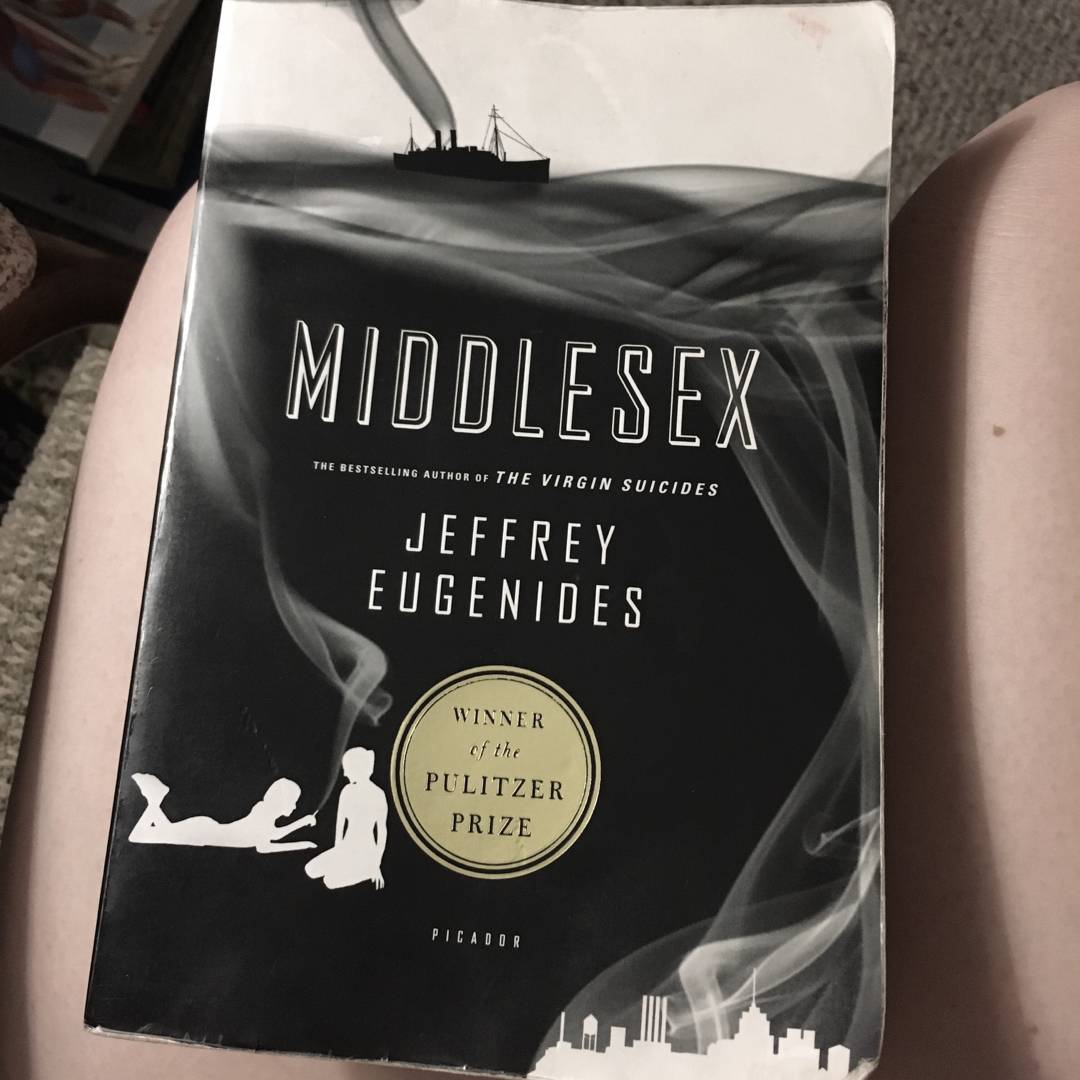 MIDDLESEX
THE BESTSELLING AUTHOR OF THE VIRGIN SUICIDES
JEFFREY
EUGENIDES
WINNER
of the
PULITZER
PRIZE
PICADOR